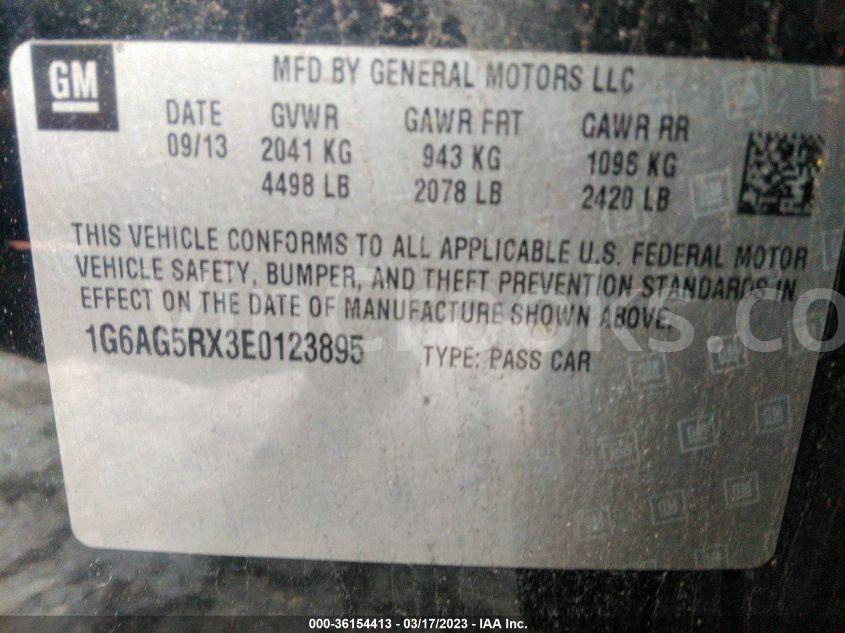 GM
MFD BY GENERAL MOTORS LLC
DATE GVWR GAWR FRT GAWR RR
09/13 2041 KG 943 KG 1096 KG
4498 LB 2078 LB 2420 LB
THIS VEHICLE CONFORMS TO ALL APPLICABLE U.S. FEDERAL MOTOR
VEHICLE SAFETY, BUMPER, AND THEFT PREVENTION STANDARDS IN
EFFECT ON THE DATE OF MANUFACTURE SHOWN ABOVE.
1G6AG5RX3E0123895 TYPE: PASS CAR
000-36154413 - 03/17/2023 - IAA Inc.